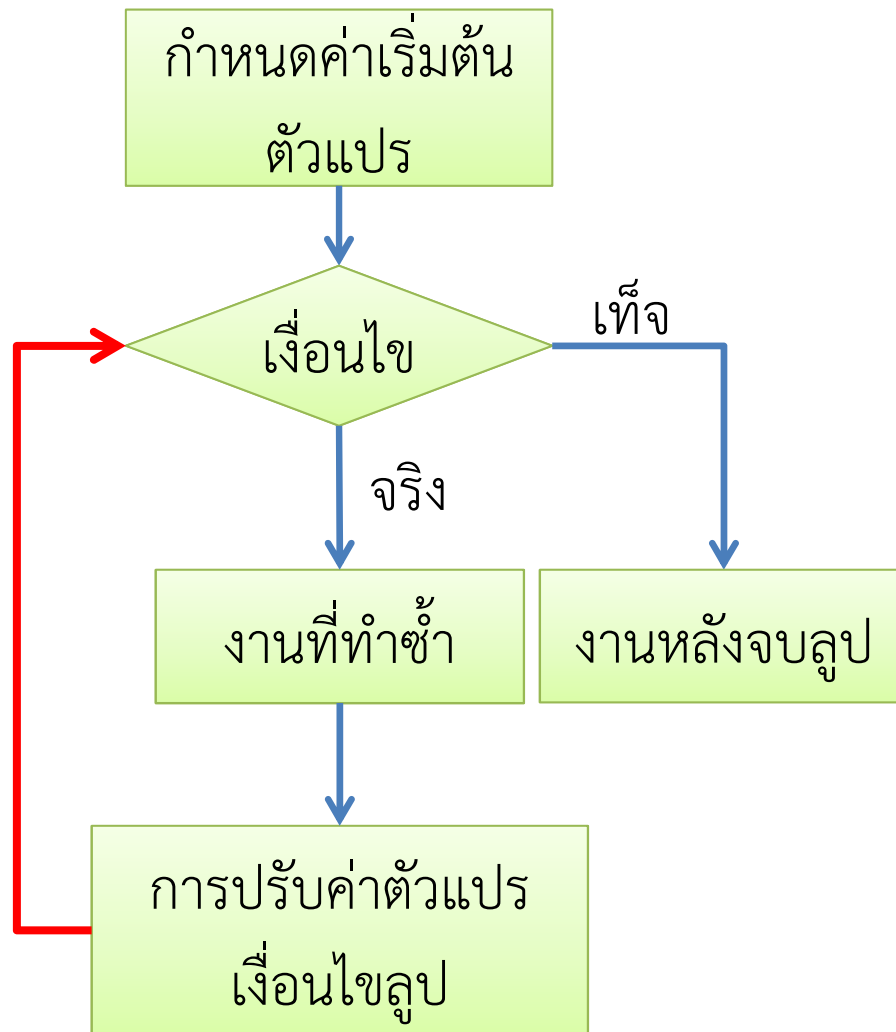 กำหนดค่าเริ่มต้น
ตัวแปร
เงื่อนไข
เท็จ
จริง
งานที่ทำซ้ำ
งานหลังจบลูป
การปรับค่าตัวแปร
เงื่อนไขลูป